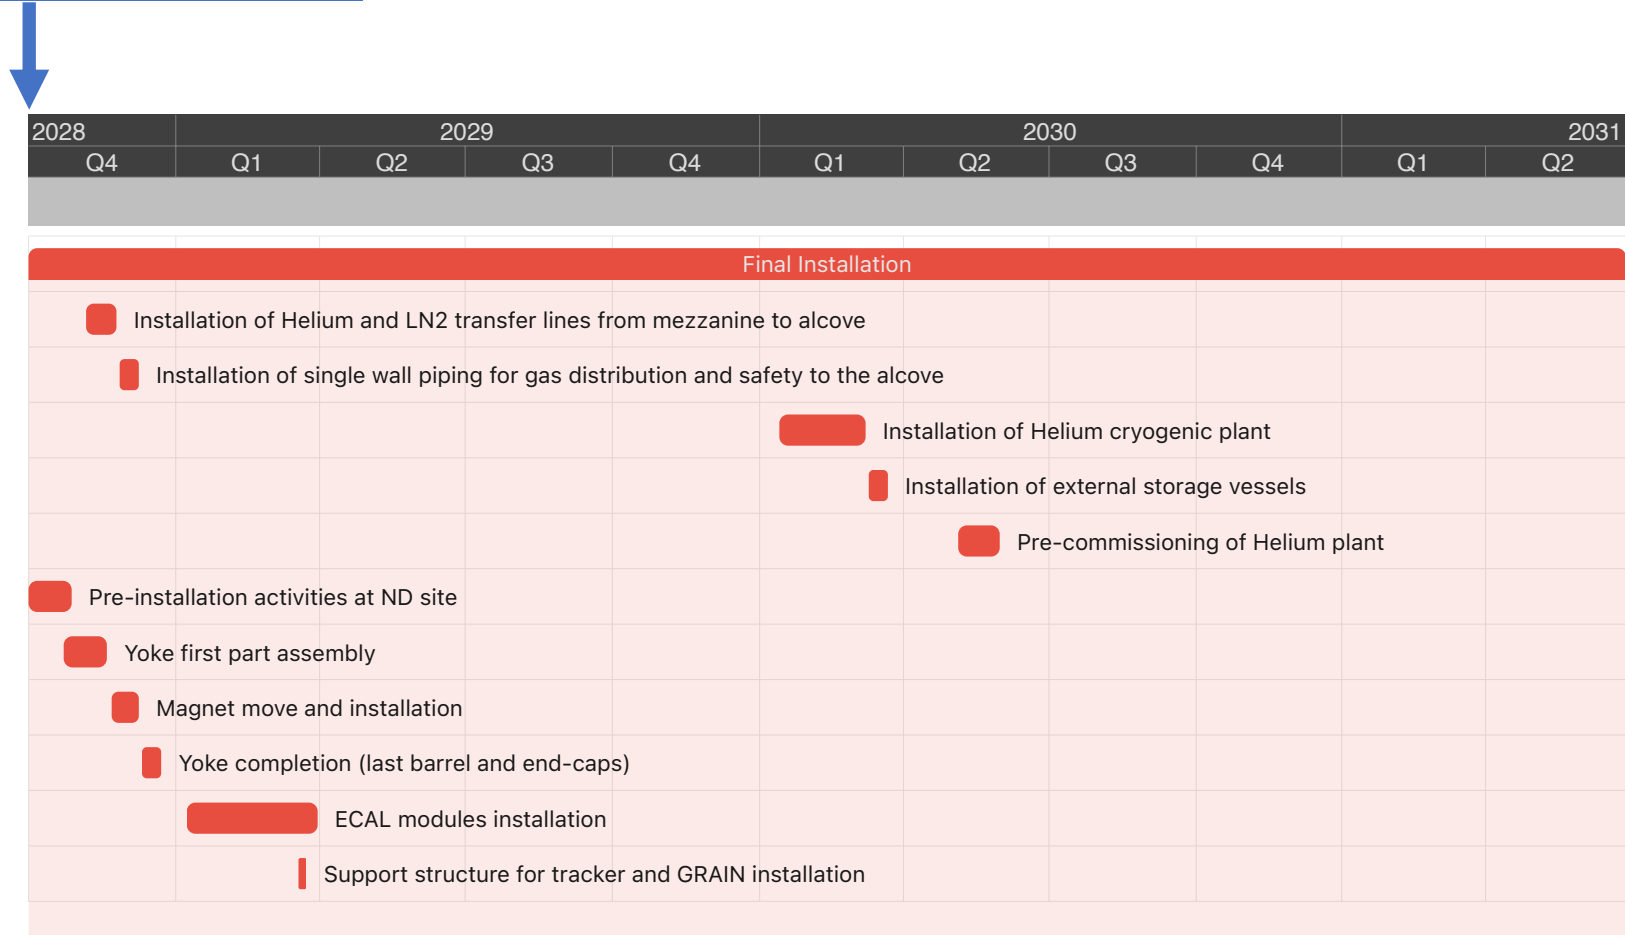 2028 2029 2030 2031
Q4 Q1 Q2 Q3 Q4 Q1 Q2 Q3 Q4 Q1 Q2
Final Installation
Installation of Helium and LN2 transfer lines from mezzanine to alcove
Installation of single wall piping for gas distribution and safety to the alcove
Installation of Helium cryogenic plant
Installation of external storage vessels
Pre-commissioning of Helium plant
Pre-installation activities at ND site
Yoke first part assembly
Magnet move and installation
Yoke completion (last barrel and end-caps)
ECAL modules installation
Support structure for tracker and GRAIN installation